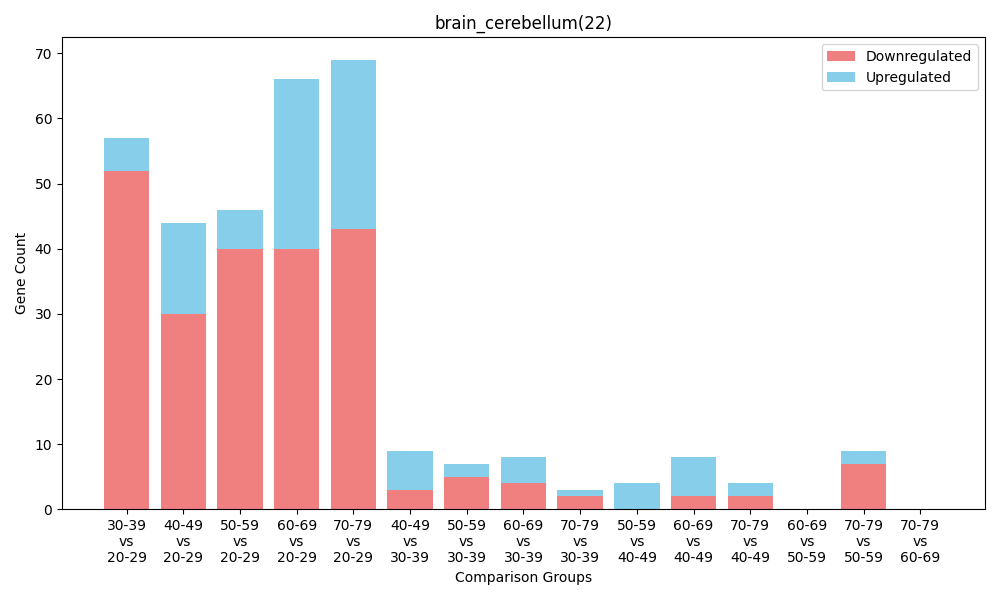 brain_cerebellum(22)
Downregulated
Upregulated
Gene Count
70
60
50
40
30
20
10
0
30-39
vs
20-29
40-49
vs
20-29
50-59
vs
20-29
60-69
vs
20-29
70-79
vs
20-29
40-49
vs
30-39
50-59
vs
30-39
60-69
vs
30-39
70-79
vs
30-39
50-59
vs
40-49
60-69
vs
40-49
70-79
vs
40-49
60-69
vs
50-59
70-79
vs
50-59
70-79
vs
60-69
Comparison Groups